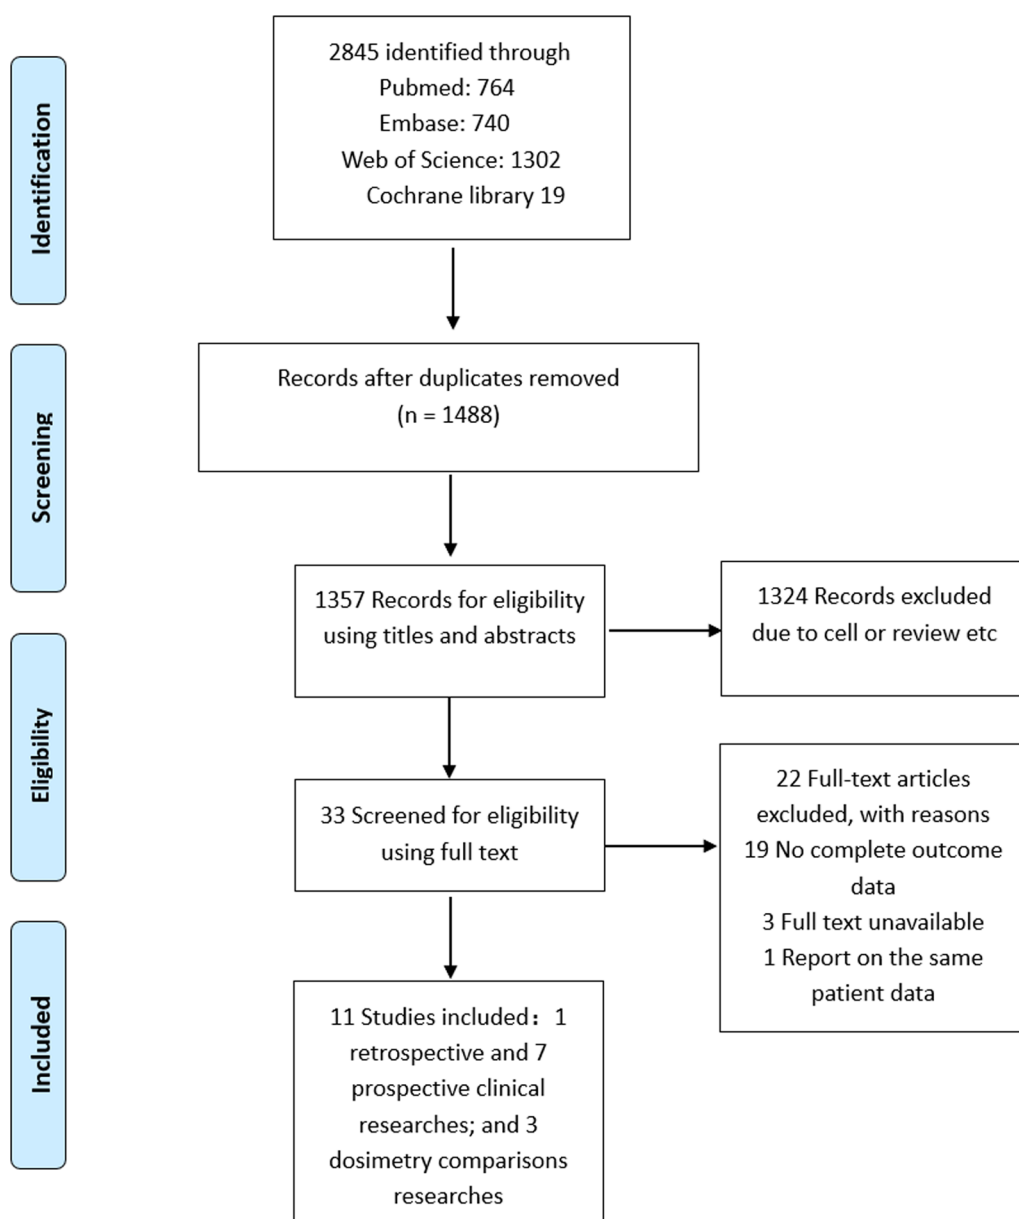 Identification
2845 identified through
Pubmed: 764
Embase: 740
Web of Science: 1302
Cochrane library 19
Screening
Records after duplicates removed
(n = 1488)
1357 Records for eligibility
using titles and abstracts
1324 Records excluded
due to cell or review etc
Eligibility
33 Screened for eligibility
using full text
22 Full-text articles
excluded, with reasons
19 No complete outcome
data
3 Full text unavailable
1 Report on the same
patient data
Included
11 Studies included：1
retrospective and 7
prospective clinical
researches; and 3
dosimetry comparisons
researches